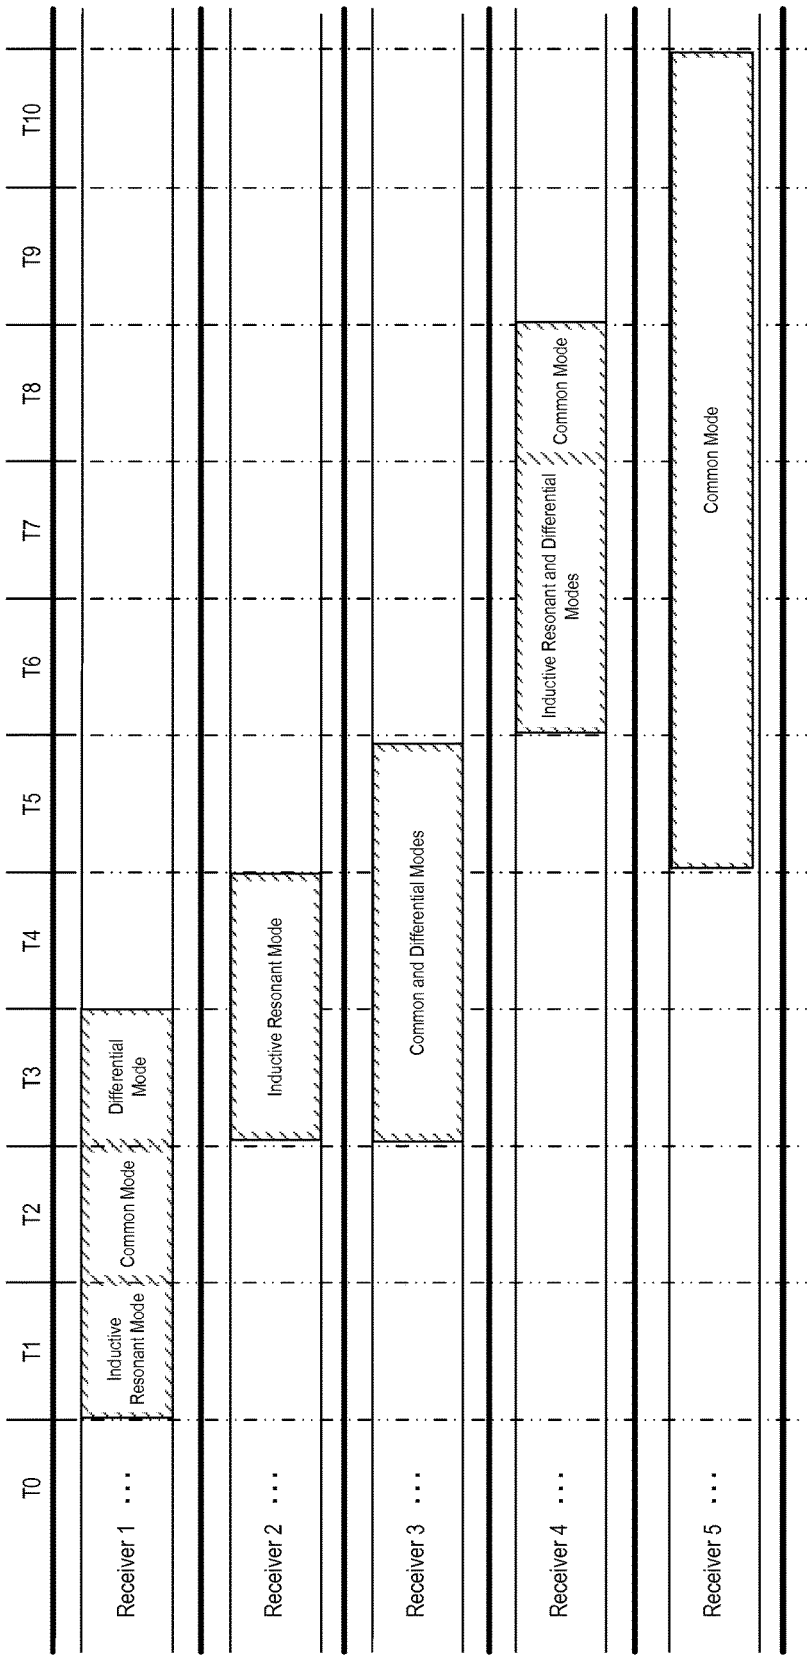 T0 T1 T2 T3 T4 T5 T6 T7 T8 T9 T10
Receiver 1 ...
Inductive
Resonant Mode
Common Mode
Differential
Mode
Receiver 2 ...
Inductive Resonant Mode
Receiver 3 ...
Common and Differential Modes
Receiver 4 ...
Inductive Resonant and Differential
Modes
Common Mode
Receiver 5 ...
Common Mode